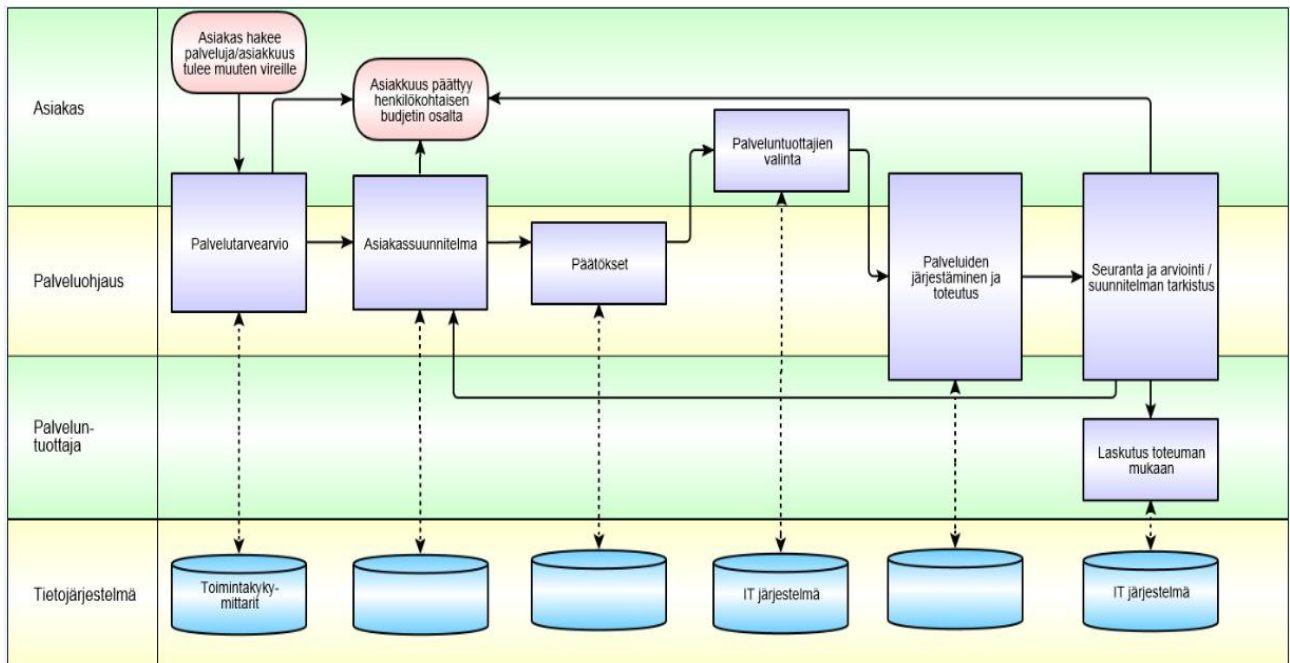 Asiakas
Asiakas hakee
palveluja/asiakkuus
tulee muuten vireille
Asiakkuus päättyy
henkilökohtaisen
budjetin osalta
Palveluntuottajien
valinta
Palveluohjaus
Palvelutarvearvio
Asiakassuunnitelma
Päätökset
Palveluiden
järjestäminen ja
toteutus
Seuranta ja arviointi /
suunnitelman tarkistus
Palvelun-
tuottaja
Laskutus toteuman
mukaan
Tietojärjestelmä
Toimintakyky-
mittarit
IT järjestelmä
IT järjestelmä